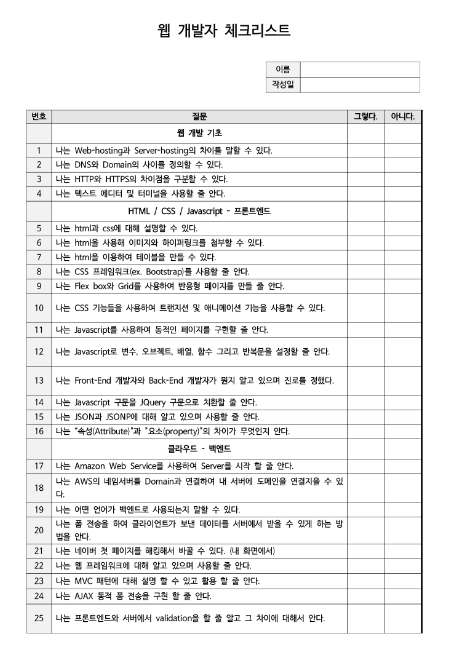 웹 개발자 체크리스트
이름
작성일
번호 질문 그렇다. 아니다.
웹 개발 기초
1 나는 Web-hosting과 Server-hosting의 차이를 말할 수 있다.
2 나는 DNS와 Domain의 사이를 정의할 수 있다.
3 나는 HTTP와 HTTPS의 차이점을 구분할 수 있다.
4 나는 텍스트 에디터 및 터미널을 사용할 줄 안다.
HTML / CSS / Javascript - 프론트엔드
5 나는 html과 css에 대해 설명할 수 있다.
6 나는 html을 사용해 이미지와 하이퍼링크를 첨부할 수 있다.
7 나는 html을 이용하여 테이블을 만들 수 있다.
8 나는 CSS 프레임워크(ex. Bootstrap)를 사용할 줄 안다.
9 나는 Flex box와 Grid를 사용하여 반응형 페이지를 만들 줄 안다.
10 나는 CSS 기능들을 사용하여 트랜지션 및 애니메이션 기능을 사용할 수 있다.
11 나는 Javascript를 사용하여 동적인 페이지를 구현할 줄 안다.
12 나는 Javascript로 변수, 오브젝트, 배열, 함수 그리고 반복문을 설정할 줄 안다.
13 나는 Front-End 개발자와 Back-End 개발자가 뭔지 알고 있으며 진로를 정했다.
14 나는 Javascript 구문을 JQuery 구문으로 치환할 줄 안다.
15 나는 JSON과 JSONP에 대해 알고 있으며 사용할 줄 안다.
16 나는 "속성(Attribute)"과 "요소(property)"의 차이가 무엇인지 안다.
클라우드 - 백엔드
17 나는 Amazon Web Service를 사용하여 Server를 시작 할 줄 안다.
18 나는 AWS의 네임서버를 Domain과 연결하여 내 서버에 도메인을 연결지을 수 있
다.
19 나는 어떤 언어가 백엔드로 사용되는지 말할 수 있다.
20 나는 폼 전송을 하여 클라이언트가 보낸 데이터를 서버에서 받을 수 있게 하는 방
법을 안다.
21 나는 네이버 첫 페이지를 해킹해서 바꿀 수 있다. (내 화면에서)
22 나는 웹 프레임워크에 대해 알고 있으며 사용할 줄 안다.
23 나는 MVC 패턴에 대해 설명 할 수 있고 활용 할 줄 안다.
24 나는 AJAX 동적 폼 전송을 구현 할 줄 안다.
25 나는 프론트엔드와 서버에서 validation을 할 줄 알고 그 차이에 대해서 안다.